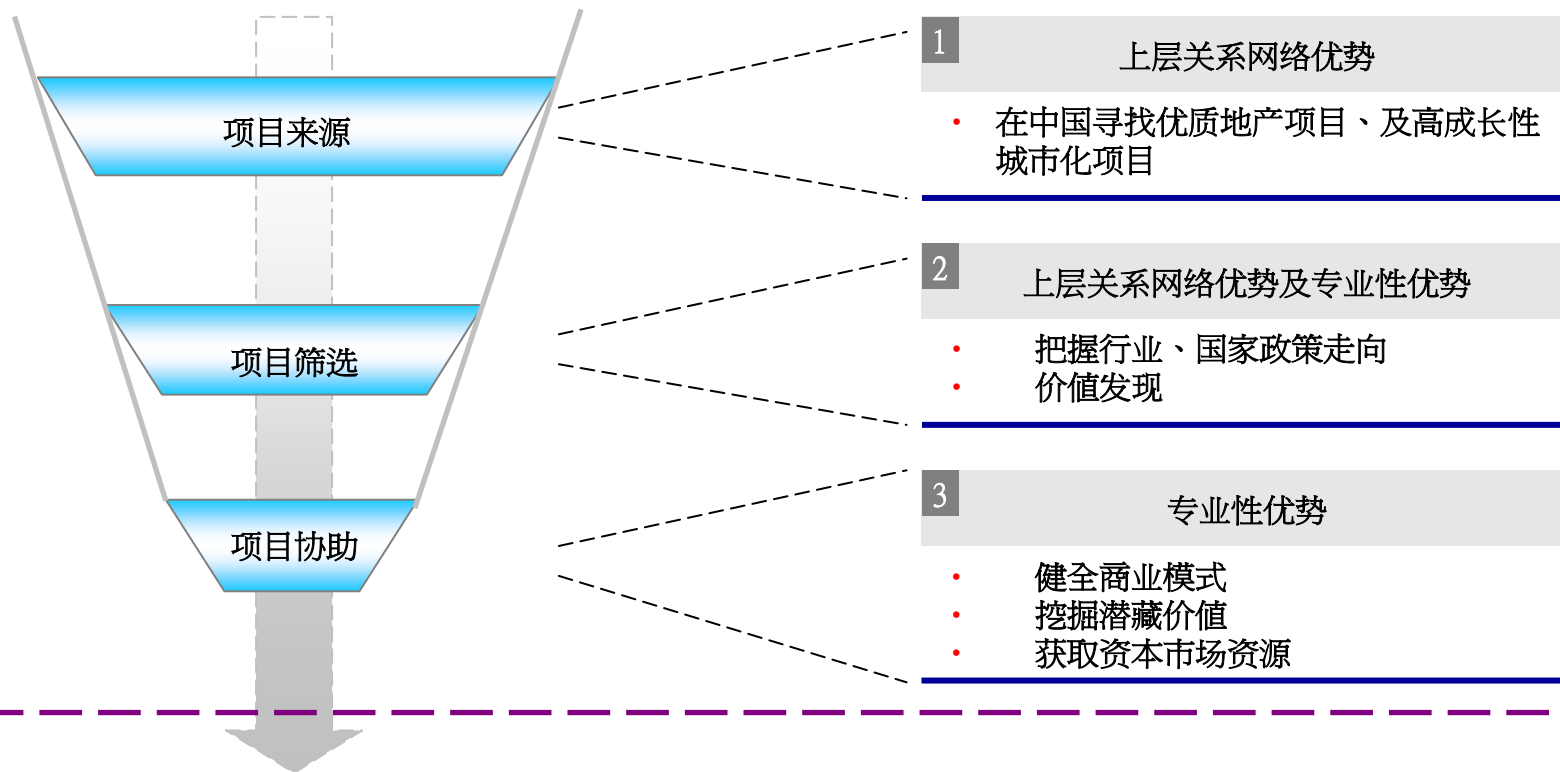 项目来源
1
上层关系网络优势
• 在中国寻找优质地产项目、及高成长性
城市化项目
项目筛选
2
上层关系网络优势及专业性优势
• 把握行业、国家政策走向
• 价值发现
项目协助
3
专业性优势
• 健全商业模式
• 挖掘潜藏价值
• 获取资本市场资源